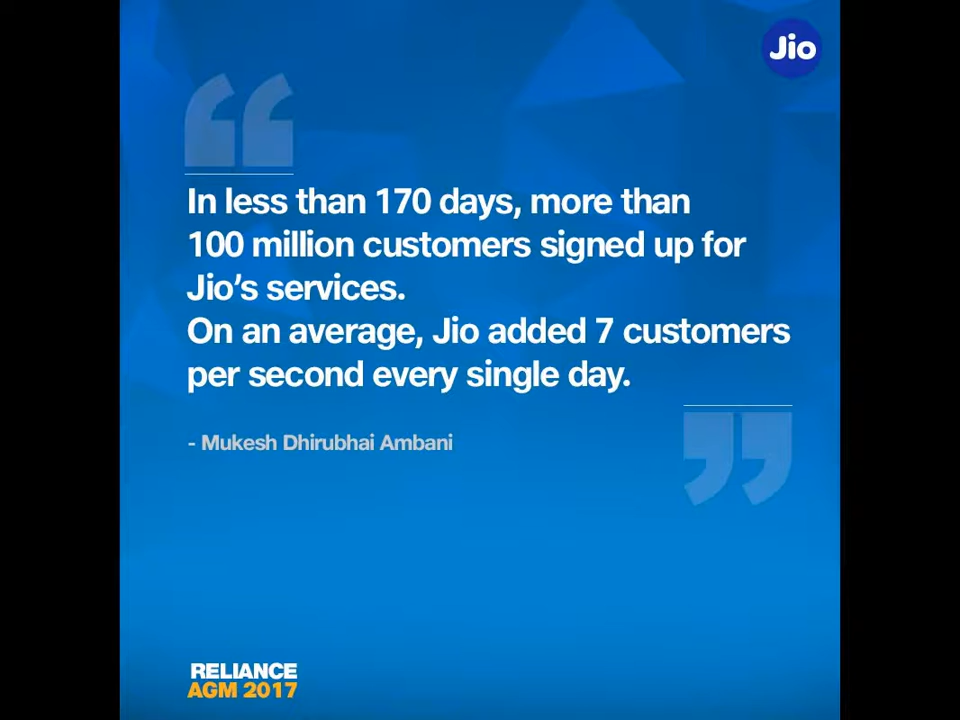 Jio
In less than 170 days, more than
100 million customers signed up for
Jio’s services.
On an average, Jio added 7 customers
per second every single day.
- Mukesh Dhirubhai Ambani
RELIANCE
AGM 2017